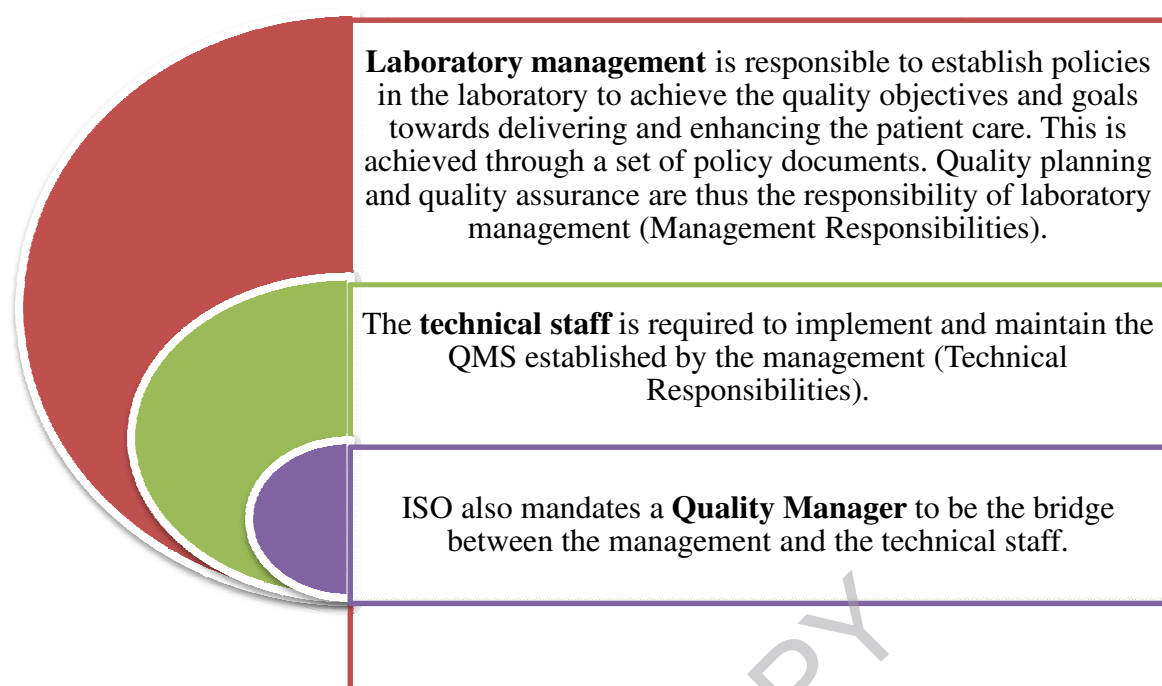 Laboratory management is responsible to establish policies
in the laboratory to achieve the quality objectives and goals
towards delivering and enhancing the patient care. This is
achieved through a set of policy documents. Quality planning
and quality assurance are thus the responsibility of laboratory
management (Management Responsibilities).
The technical staff is required to implement and maintain the
QMS established by the management (Technical
Responsibilities).
ISO also mandates a Quality Manager to be the bridge
between the management and the technical staff.
PY